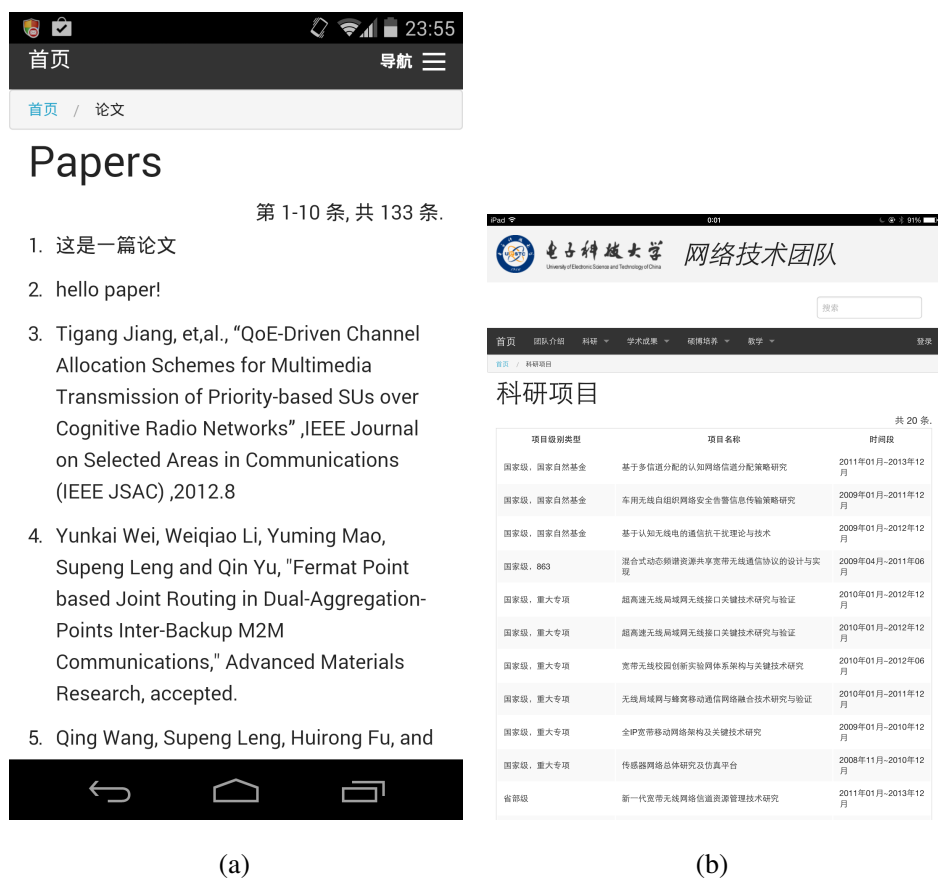 23:55
首页
导航
首页 / 论文
Papers
第 1-10 条, 共 133 条.
1. 这是一篇论文
2. hello paper!
3. Tigang Jiang, et,al., “QoE-Driven Channel
Allocation Schemes for Multimedia
Transmission of Priority-based SUs over
Cognitive Radio Networks” ,IEEE Journal
on Selected Areas in Communications
(IEEE JSAC) ,2012.8
4. Yunkai Wei, Weiqiao Li, Yuming Mao,
Supeng Leng and Qin Yu, "Fermat Point
based Joint Routing in Dual-Aggregation-
Points Inter-Backup M2M
Communications," Advanced Materials
Research, accepted.
5. Qing Wang, Supeng Leng, Huirong Fu, and
(a)
iPad 0:01 91%
电子科技大学 网络技术团队
University of Electronic Science and Technology of China
搜索
首页 团队介绍 科研 学术成果 硕博培养 教学 登录
首页 / 科研项目
科研项目
共 20 条.
项目级别类型 项目名称 时间段
国家级，国家自然基金 基于多信道分配的认知网络信道分配策略研究 2011年01月~2013年12
月
国家级，国家自然基金 车用无线自组织网络安全告警信息传输策略研究 2009年01月~2011年12
月
国家级，国家自然基金 基于认知无线电的通信抗干扰理论与技术 2009年01月~2012年12
月
国家级，863 混合式动态频谱资源共享宽带无线通信协议的设计与实 2009年04月~2011年06
现 月
国家级，重大专项 超高速无线局域网无线接口关键技术研究与验证 2010年01月~2012年12
月
国家级，重大专项 超高速无线局域网无线接口关键技术研究与验证 2010年01月~2012年12
月
国家级，重大专项 宽带无线校园创新实验网体系架构与关键技术研究 2010年01月~2012年06
月
国家级，重大专项 无线局域网与蜂窝移动通信网络融合技术研究与验证 2010年01月~2011年12
月
国家级，重大专项 全IP宽带移动网络架构及关键技术研究 2009年01月~2010年12
月
国家级，重大专项 传感器网络总体研究及仿真平台 2008年11月~2010年12
月
省部级 新一代宽带无线网络信道资源管理技术研究 2011年01月~2013年12
月
(b)